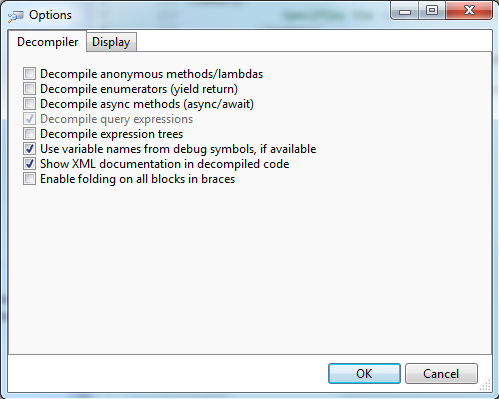 Options
Decompiler Display
Decompile anonymous methods/lambdas
Decompile enumerators (yield return)
Decompile async methods (async/await)
Decompile query expressions
Decompile expression trees
Use variable names from debug symbols, if available
Show XML documentation in decompiled code
Enable folding on all blocks in braces
OK Cancel